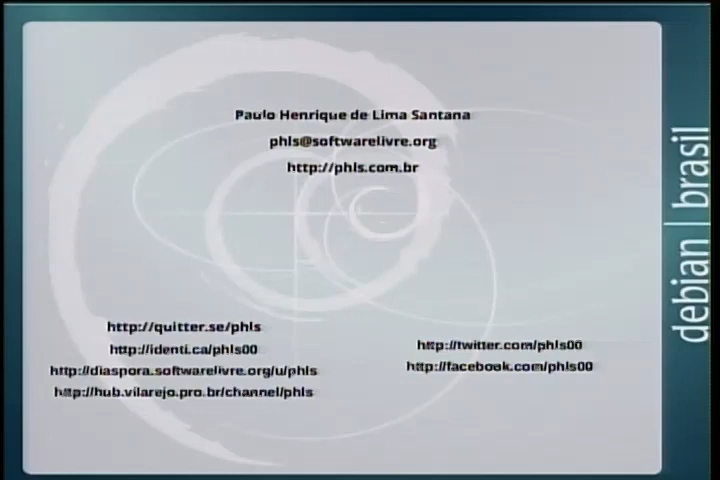 Paulo Henrique de Lima Santana
phls@softwarelivre.org
http://phls.com.br
http://quitter.se/phls
http://identi.ca/phls00
http://diaspora.softwarelivre.org/u/phls
http://hub.vilarejo.pro.br/channel/phls
http://twitter.com/phls00
http://facebook.com/phls00
debian | brasil